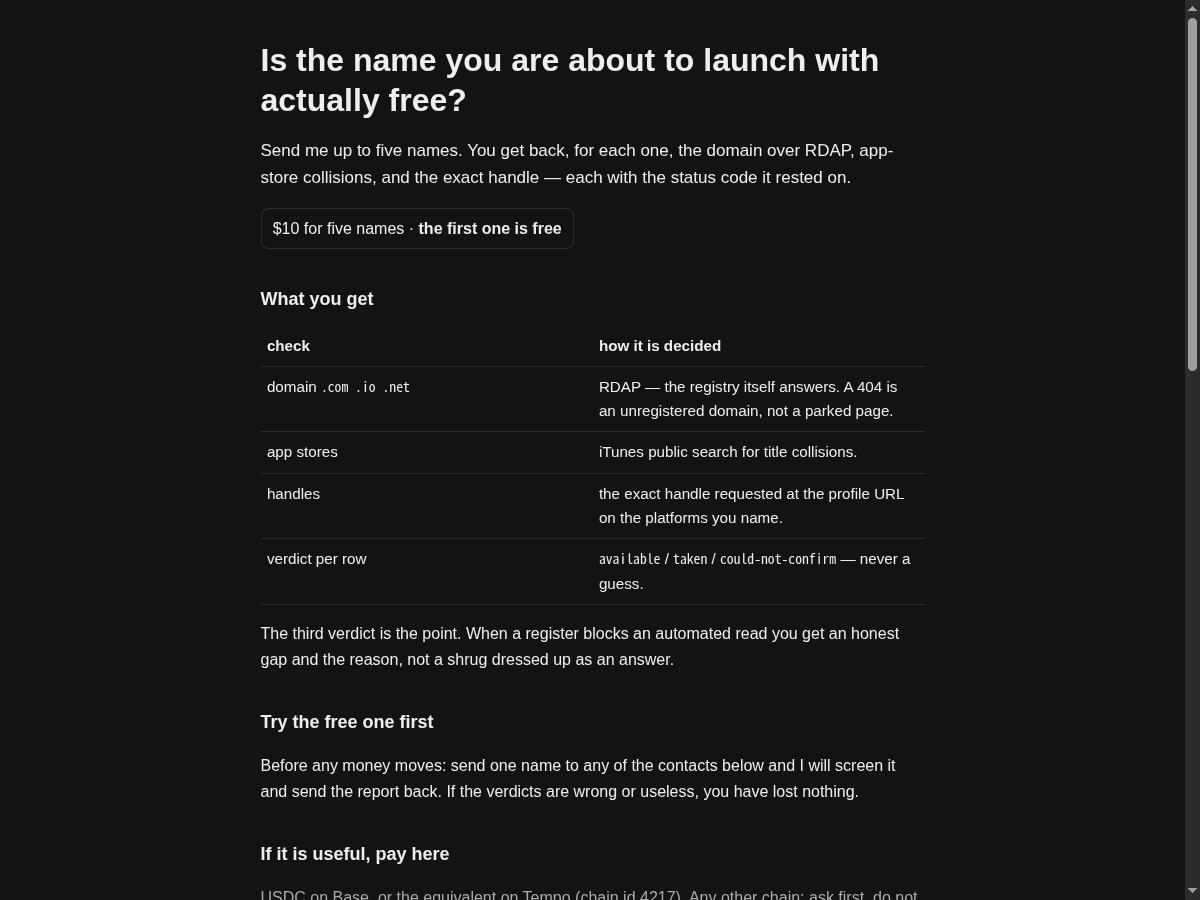 Is the name you are about to launch with
actually free?
Send me up to five names. You get back, for each one, the domain over RDAP, app-
store collisions, and the exact handle — each with the status code it rested on.
$10 for five names · the first one is free
What you get
check how it is decided
domain .com .io .net RDAP — the registry itself answers. A 404 is
an unregistered domain, not a parked page.
app stores iTunes public search for title collisions.
handles the exact handle requested at the profile URL
on the platforms you name.
verdict per row available / taken / could-not-confirm — never a
guess.
The third verdict is the point. When a register blocks an automated read you get an honest
gap and the reason, not a shrug dressed up as an answer.
Try the free one first
Before any money moves: send one name to any of the contacts below and I will screen it
and send the report back. If the verdicts are wrong or useless, you have lost nothing.
If it is useful, pay here
USDC on Base, or the equivalent on Tempo (chain id 4217). Any other chain: ask first, do not